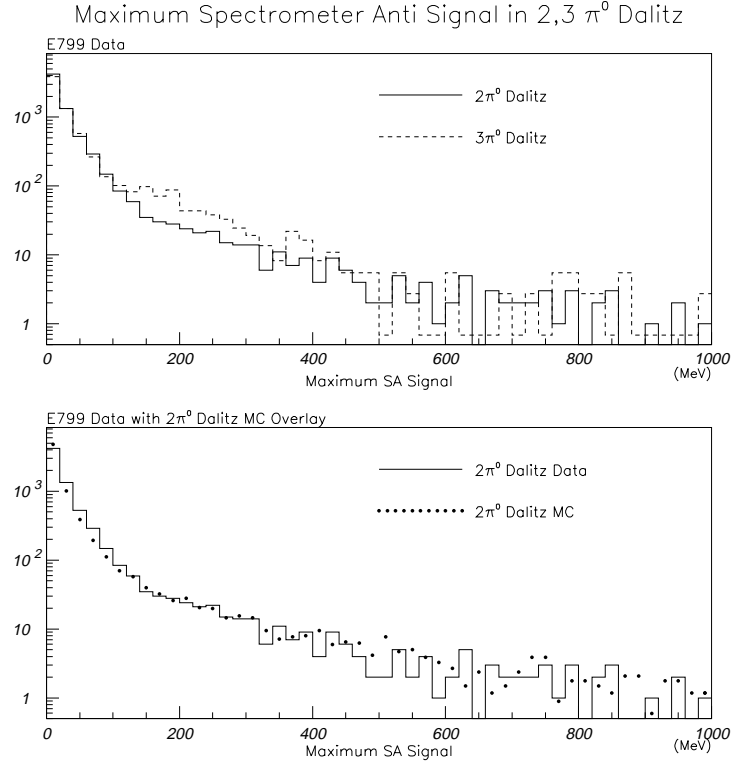 Maximum Spectrometer Anti Signal in 2,3 π⁰ Dalitz
E799 Data
2π⁰ Dalitz
3π⁰ Dalitz
10³
10²
10
1
0 200 400 600 800 1000
Maximum SA Signal (MeV)
E799 Data with 2π⁰ Dalitz MC Overlay
2π⁰ Dalitz Data
2π⁰ Dalitz MC
10³
10²
10
1
0 200 400 600 800 1000
Maximum SA Signal (MeV)